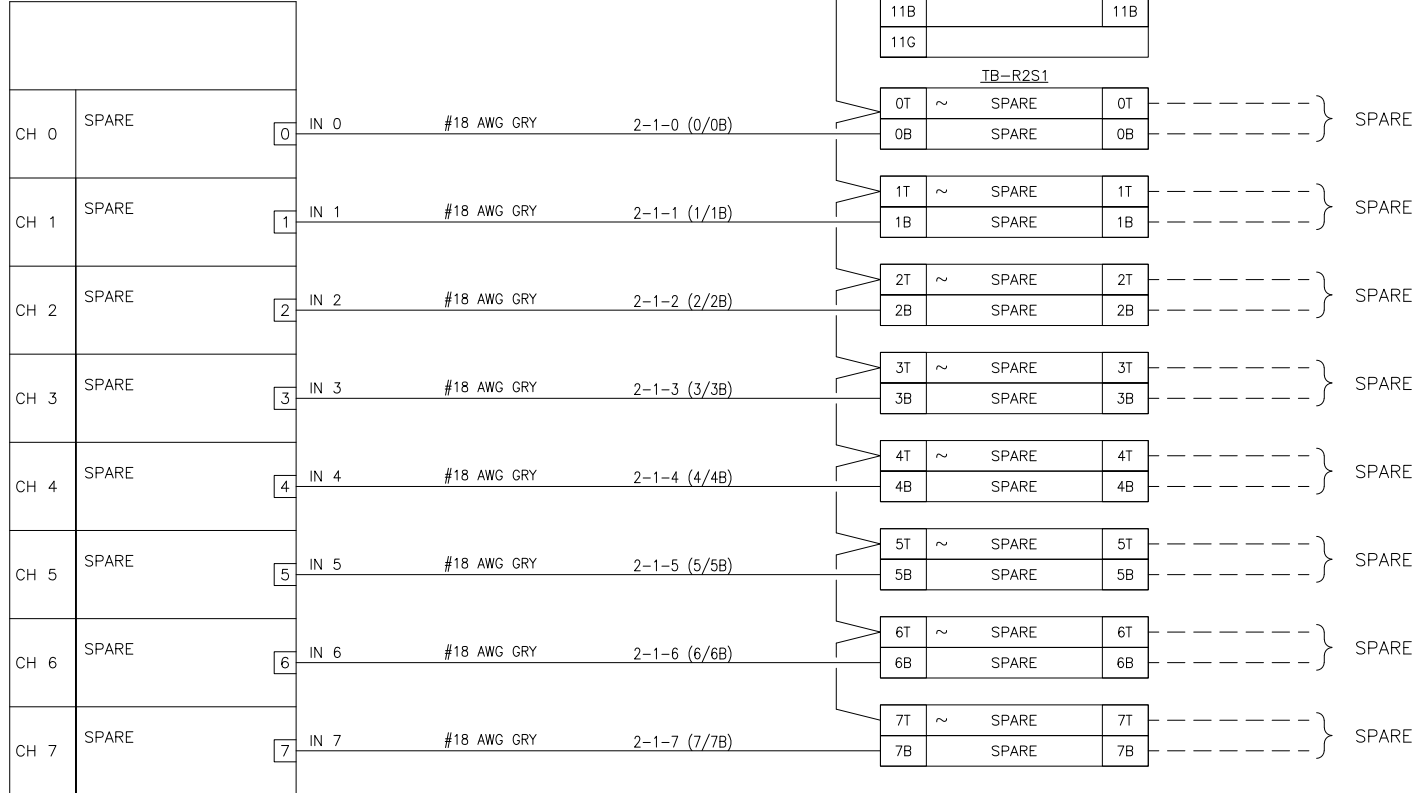 11B 11B
11G
TB-R2S1
0T ~ SPARE 0T
CH 0 SPARE 0 IN 0 #18 AWG GRY 2-1-0 (0/0B) 0B SPARE 0B SPARE
1T ~ SPARE 1T
CH 1 SPARE 1 IN 1 #18 AWG GRY 2-1-1 (1/1B) 1B SPARE 1B SPARE
2T ~ SPARE 2T
CH 2 SPARE 2 IN 2 #18 AWG GRY 2-1-2 (2/2B) 2B SPARE 2B SPARE
3T ~ SPARE 3T
CH 3 SPARE 3 IN 3 #18 AWG GRY 2-1-3 (3/3B) 3B SPARE 3B SPARE
4T ~ SPARE 4T
CH 4 SPARE 4 IN 4 #18 AWG GRY 2-1-4 (4/4B) 4B SPARE 4B SPARE
5T ~ SPARE 5T
CH 5 SPARE 5 IN 5 #18 AWG GRY 2-1-5 (5/5B) 5B SPARE 5B SPARE
6T ~ SPARE 6T
CH 6 SPARE 6 IN 6 #18 AWG GRY 2-1-6 (6/6B) 6B SPARE 6B SPARE
7T ~ SPARE 7T
CH 7 SPARE 7 IN 7 #18 AWG GRY 2-1-7 (7/7B) 7B SPARE 7B SPARE